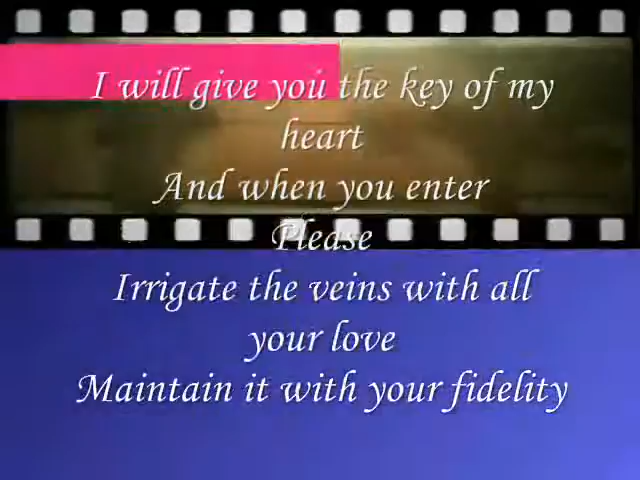 I will give you the key of my
heart
And when you enter
Please
Irrigate the veins with all
your love
Maintain it with your fidelity